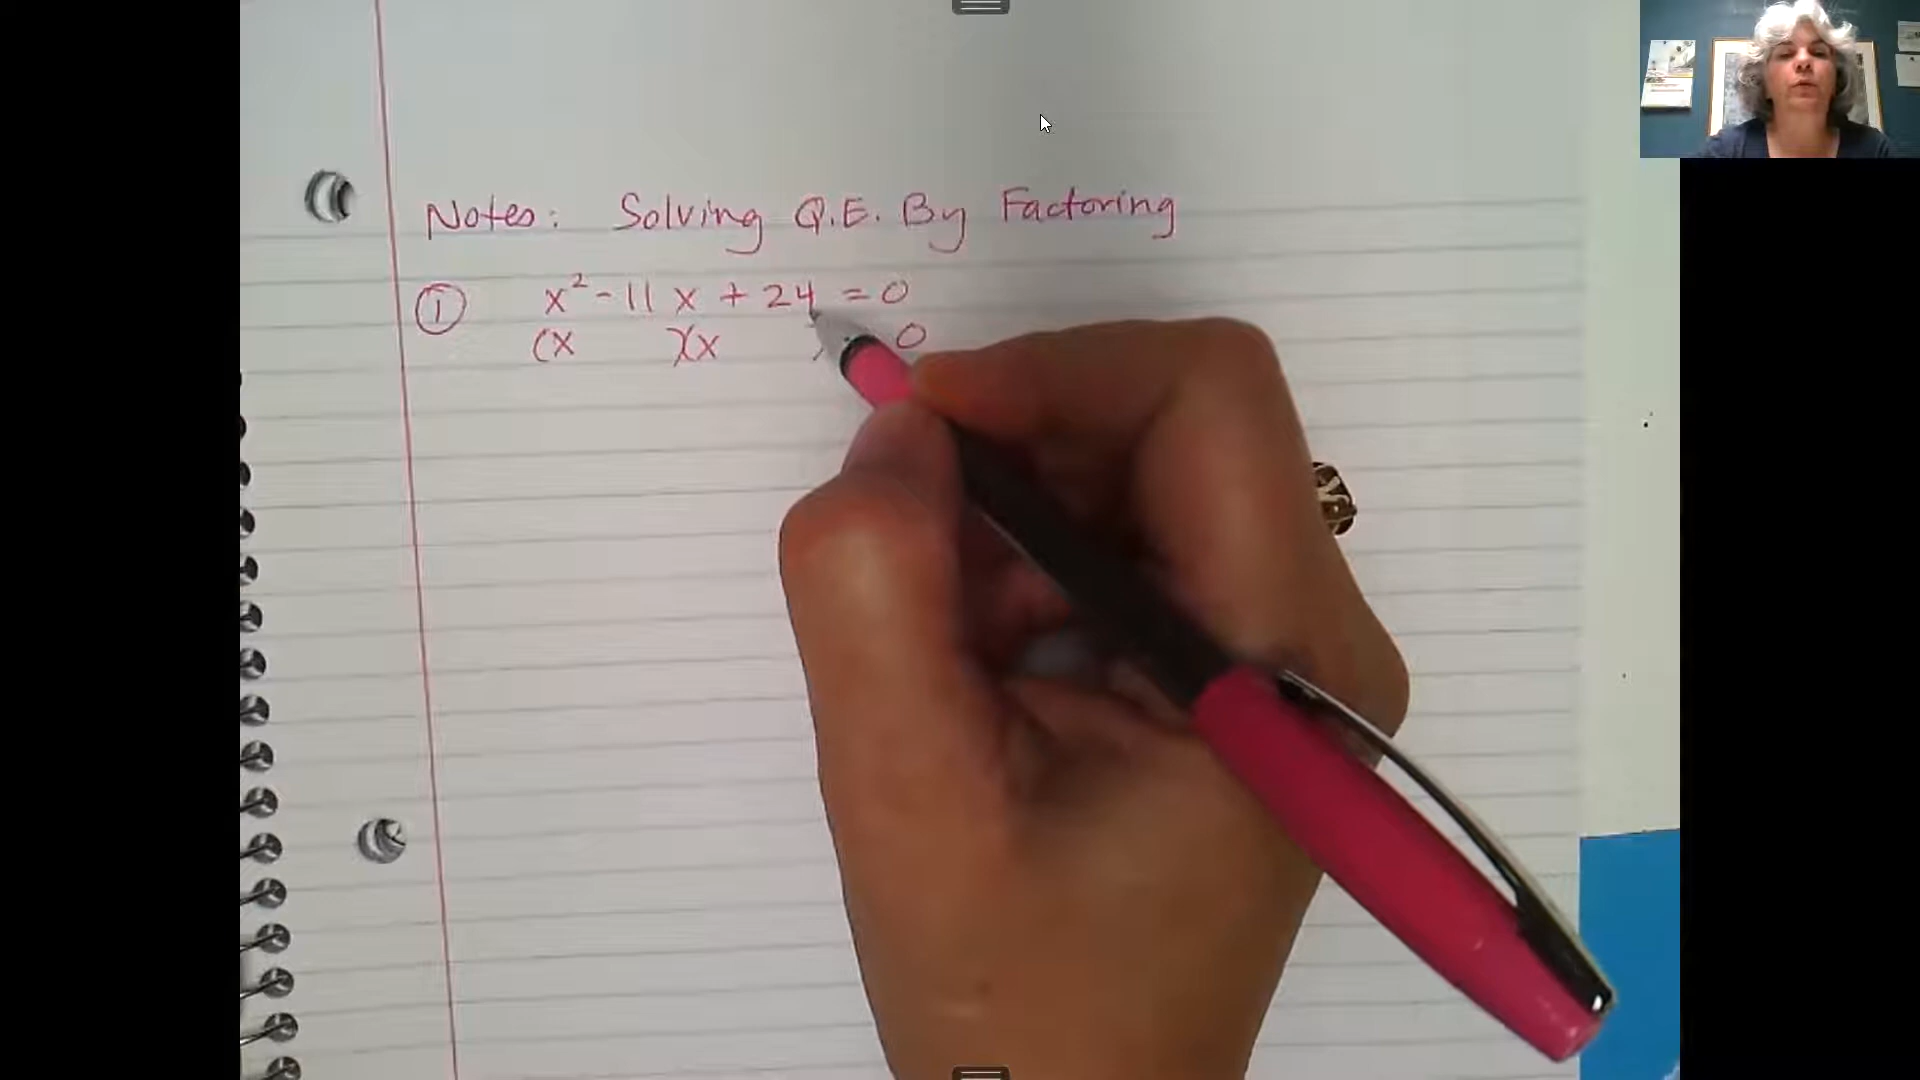 Notes: Solving Q.E. By Factoring
① x² - 11x + 24 = 0
(x )(x ) = 0